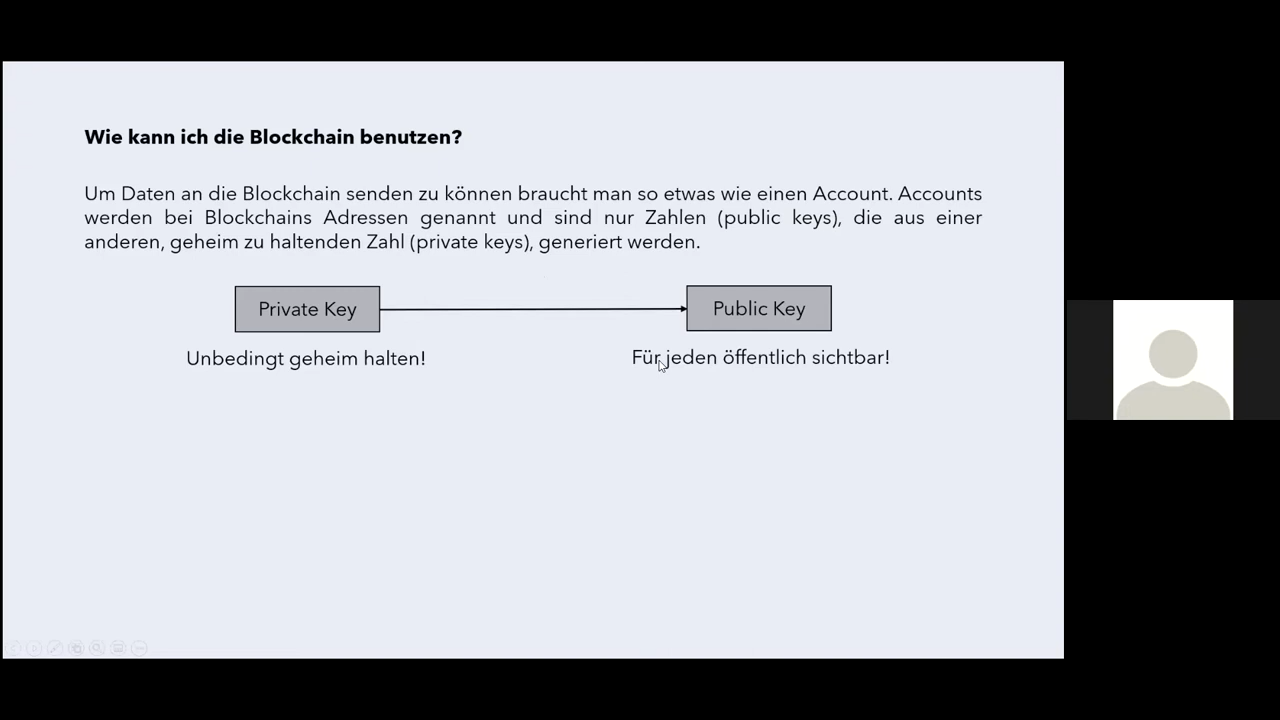 Wie kann ich die Blockchain benutzen?
Um Daten an die Blockchain senden zu können braucht man so etwas wie einen Account. Accounts
werden bei Blockchains Adressen genannt und sind nur Zahlen (public keys), die aus einer
anderen, geheim zu haltenden Zahl (private keys), generiert werden.
Private Key
Public Key
Unbedingt geheim halten!
Für jeden öffentlich sichtbar!